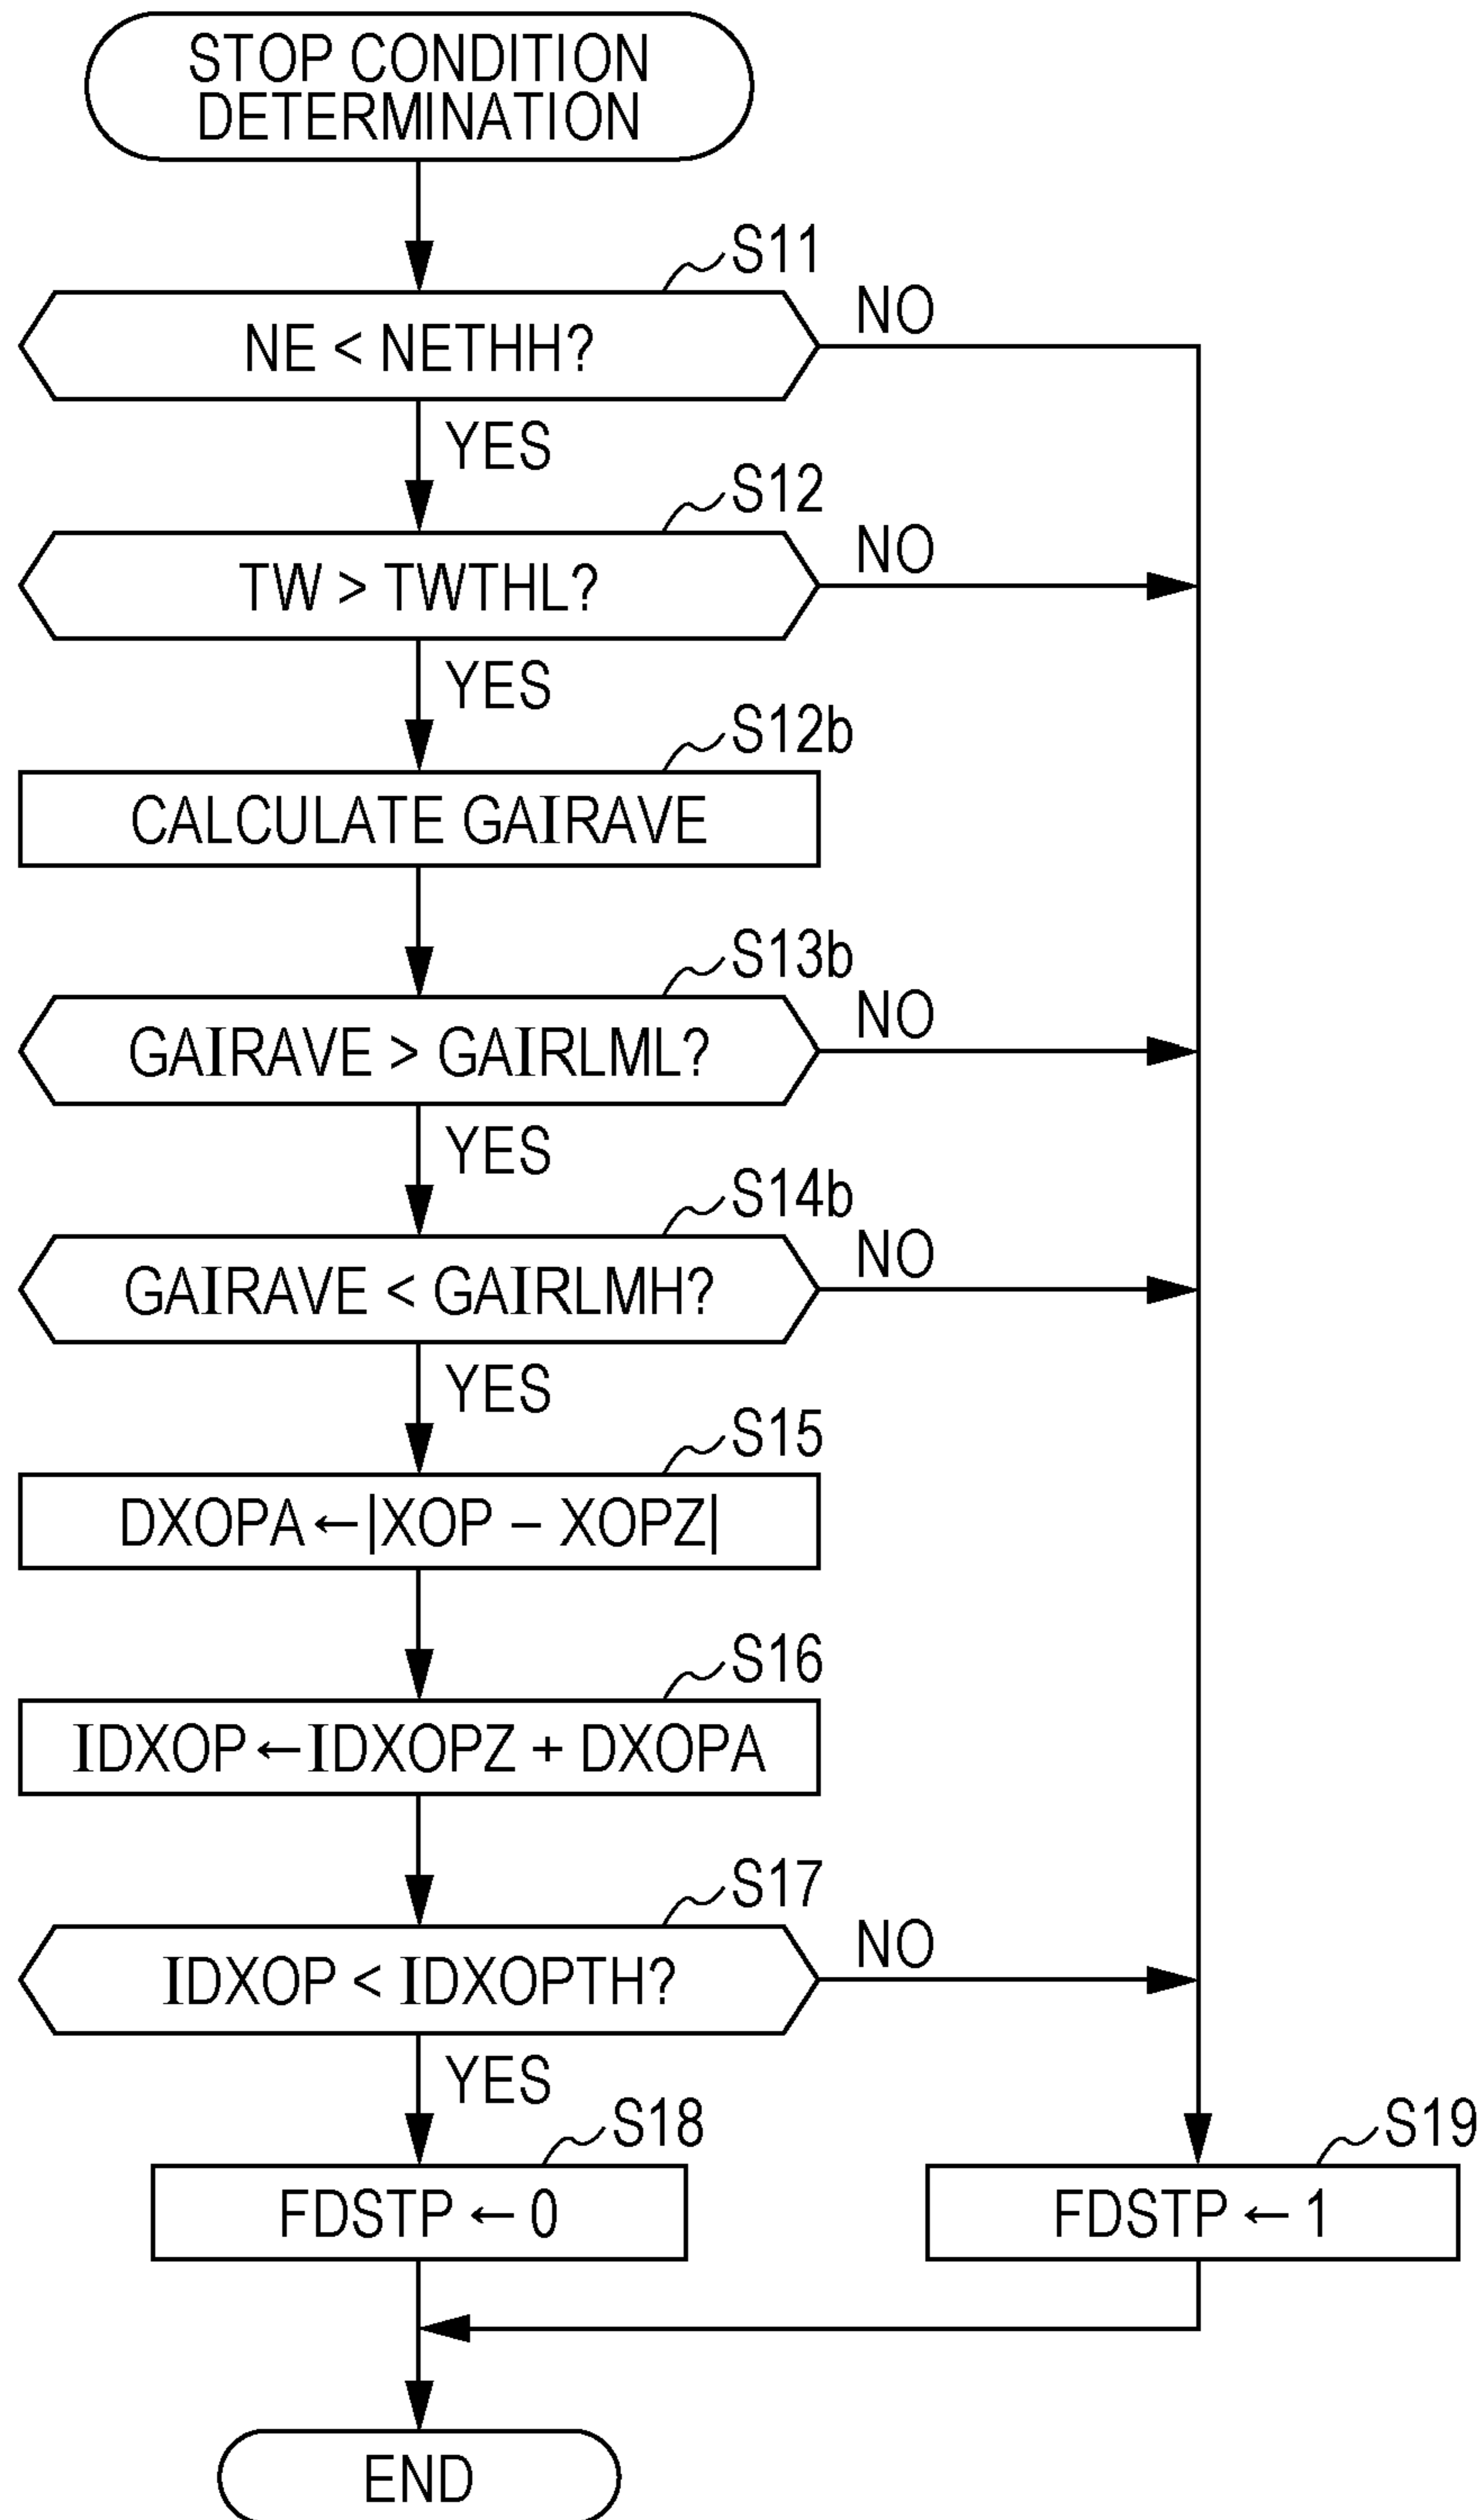 STOP CONDITION
DETERMINATION
S11
NE < NETHH?
NO
YES
S12
TW > TWTHL?
NO
YES
S12b
CALCULATE GAIRAVE
S13b
GAIRAVE > GAIRLML?
NO
YES
S14b
GAIRAVE < GAIRLMH?
NO
YES
S15
DXOPA←|XOP − XOPZ|
S16
IDXOP←IDXOPZ + DXOPA
S17
IDXOP < IDXOPTH?
NO
YES
S18
FDSTP ← 0
S19
FDSTP ← 1
END